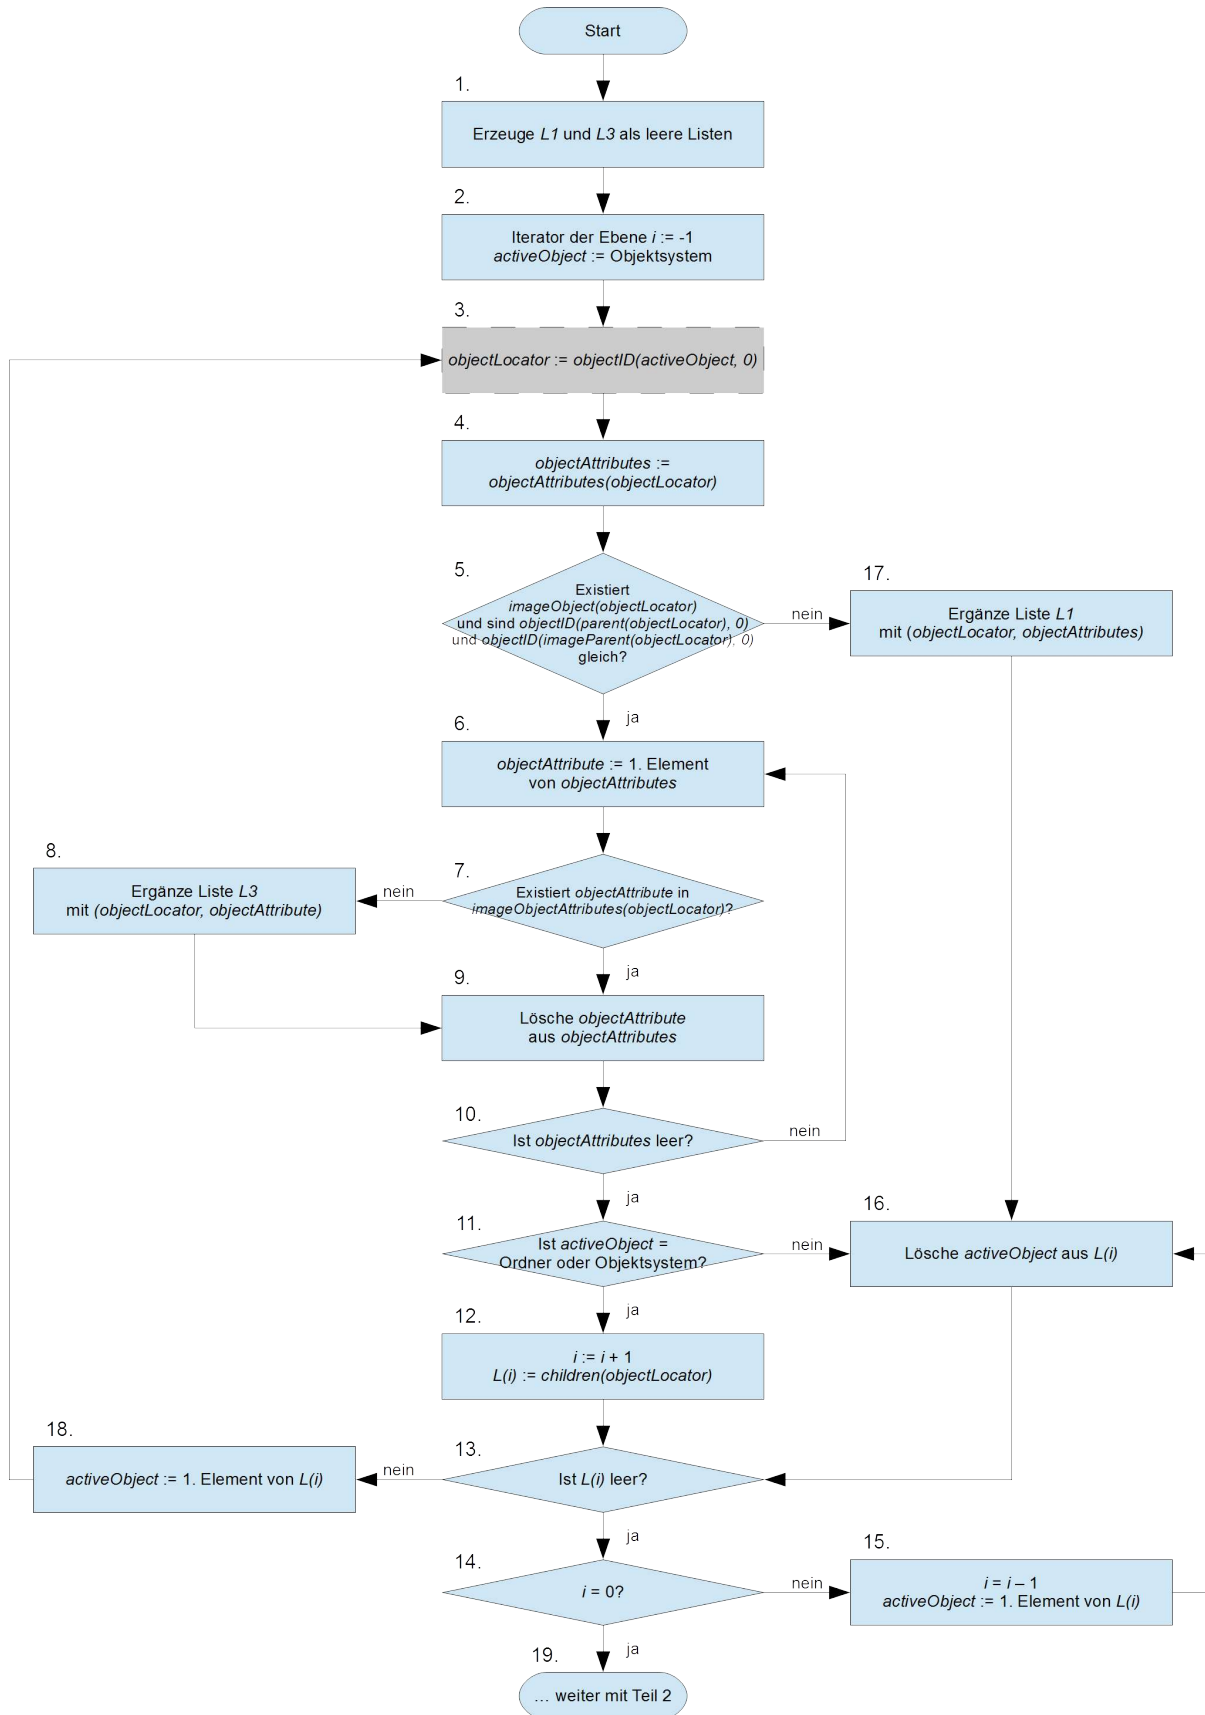 Start
1.
Erzeuge L1 und L3 als leere Listen
2.
Iterator der Ebene i := -1
activeObject := Objektsystem
3.
objectLocator := objectID(activeObject, 0)
4.
objectAttributes :=
objectAttributes(objectLocator)
5.
Existiert
imageObject(objectLocator)
und sind objectID(parent(objectLocator), 0)
und objectID(imageParent(objectLocator), 0)
gleich?
nein
17.
Ergänze Liste L1
mit (objectLocator, objectAttributes)
ja
6.
objectAttribute := 1. Element
von objectAttributes
7.
Existiert objectAttribute in
imageObjectAttributes(objectLocator)?
nein
8.
Ergänze Liste L3
mit (objectLocator, objectAttribute)
ja
9.
Lösche objectAttribute
aus objectAttributes
10.
Ist objectAttributes leer?
nein
ja
11.
Ist activeObject =
Ordner oder Objektsystem?
nein
16.
Lösche activeObject aus L(i)
ja
12.
i := i + 1
L(i) := children(objectLocator)
13.
Ist L(i) leer?
nein
18.
activeObject := 1. Element von L(i)
ja
14.
i = 0?
nein
15.
i = i – 1
activeObject := 1. Element von L(i)
ja
19.
... weiter mit Teil 2